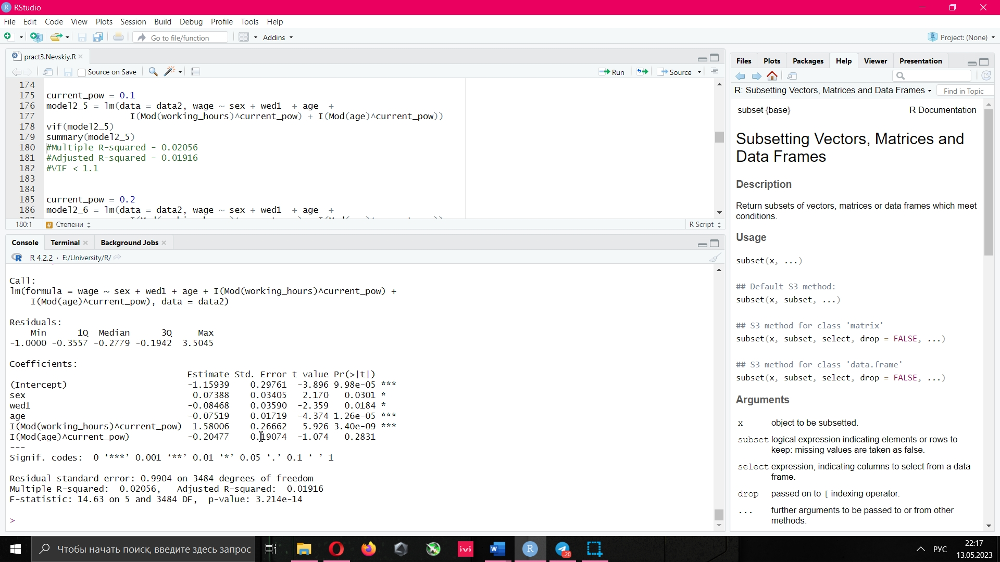 RStudio
File Edit Code View Plots Session Build Debug Profile Tools Help
Go to file/function Addins Project: (None)
pract3.Nevskiy.R
Source on Save Run Source
174
175 current_pow = 0.1
176 model2_5 = lm(data = data2, wage ~ sex + wed1 + age +
177 I(Mod(working_hours)^current_pow) + I(Mod(age)^current_pow))
178 vif(model2_5)
179 summary(model2_5)
180 #Multiple R-squared - 0.02056
181 #Adjusted R-squared - 0.01916
182 #VIF < 1.1
183
184
185 current_pow = 0.2
186 model2_6 = lm(data = data2, wage ~ sex + wed1 + age +
180:1 # Степени R Script
Console Terminal Background Jobs
R 4.2.2 · E:/University/R/
Call:
lm(formula = wage ~ sex + wed1 + age + I(Mod(working_hours)^current_pow) +
I(Mod(age)^current_pow), data = data2)
Residuals:
Min 1Q Median 3Q Max
-1.0000 -0.3557 -0.2779 -0.1942 3.5045
Coefficients:
Estimate Std. Error t value Pr(>|t|)
(Intercept) -1.15939 0.29761 -3.896 9.98e-05 ***
sex 0.07388 0.03405 2.170 0.0301 *
wed1 -0.08468 0.03590 -2.359 0.0184 *
age -0.07519 0.01719 -4.374 1.26e-05 ***
I(Mod(working_hours)^current_pow) 1.58006 0.26662 5.926 3.40e-09 ***
I(Mod(age)^current_pow) -0.20477 0.19074 -1.074 0.2831
---
Signif. codes: 0 ‘***’ 0.001 ‘**’ 0.01 ‘*’ 0.05 ‘.’ 0.1 ‘ ’ 1
Residual standard error: 0.9904 on 3484 degrees of freedom
Multiple R-squared: 0.02056, Adjusted R-squared: 0.01916
F-statistic: 14.63 on 5 and 3484 DF, p-value: 3.214e-14
>
Files Plots Packages Help Viewer Presentation
R: Subsetting Vectors, Matrices and Data Frames Find in Topic
subset {base} R Documentation
Subsetting Vectors, Matrices and
Data Frames
Description
Return subsets of vectors, matrices or data frames which meet
conditions.
Usage
subset(x, ...)
## Default S3 method:
subset(x, subset, ...)
## S3 method for class 'matrix'
subset(x, subset, select, drop = FALSE, ...)
## S3 method for class 'data.frame'
subset(x, subset, select, drop = FALSE, ...)
Arguments
x object to be subsetted.
subset logical expression indicating elements or rows to
keep: missing values are taken as false.
select expression, indicating columns to select from a data
frame.
drop passed on to [ indexing operator.
... further arguments to be passed to or from other
methods.
Чтобы начать поиск, введите здесь запрос
ivi
W
R
20
РУС
22:17
13.05.2023